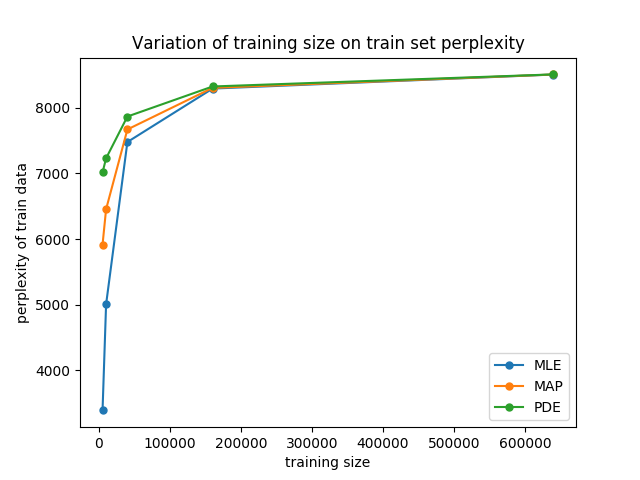 Variation of training size on train set perplexity
perplexity of train data
8000
7000
6000
5000
4000
0 100000 200000 300000 400000 500000 600000
training size
MLE
MAP
PDE